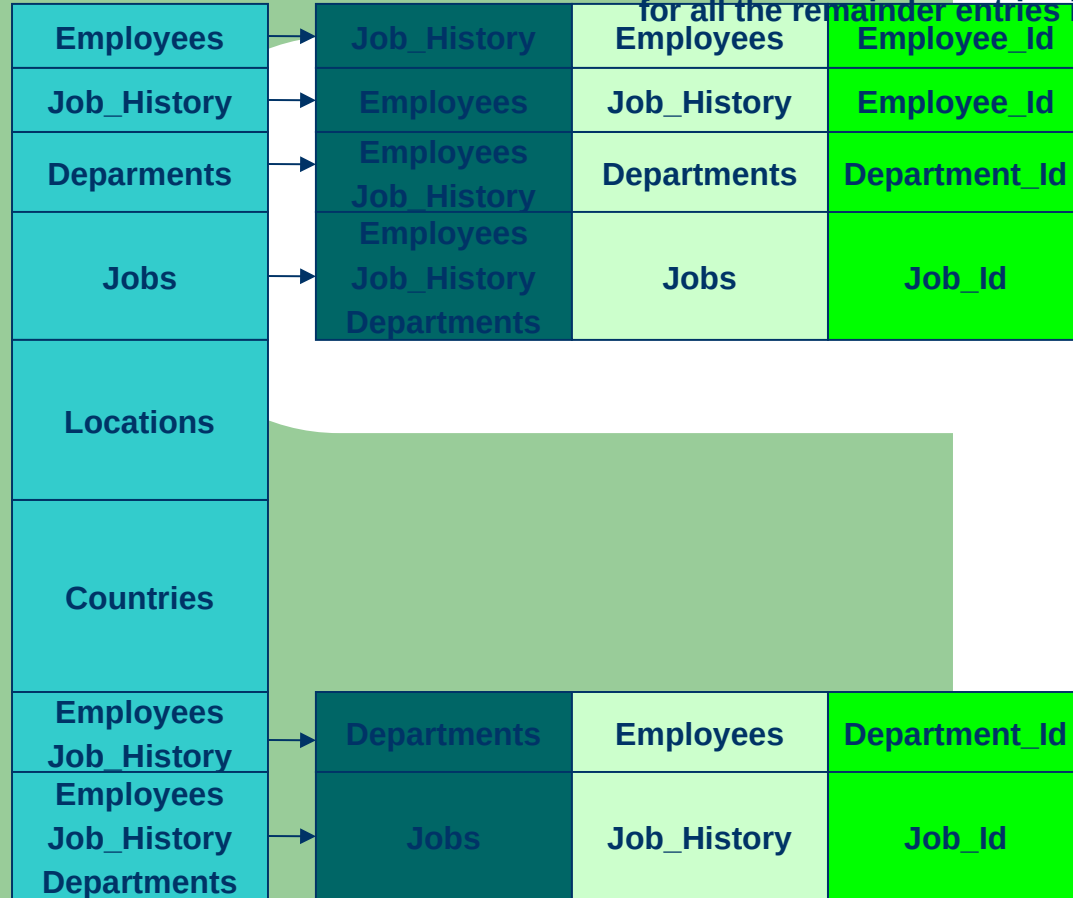 for all the remainder entries
Employees Job_History Employees Employee_Id
Job_History Employees Job_History Employee_Id
Deparments Employees Departments Department_Id
Job_History
Employees
Jobs Job_History Jobs Job_Id
Departments
Locations
Countries
Employees
Job_History Departments Employees Department_Id
Employees
Job_History Jobs Job_History Job_Id
Departments